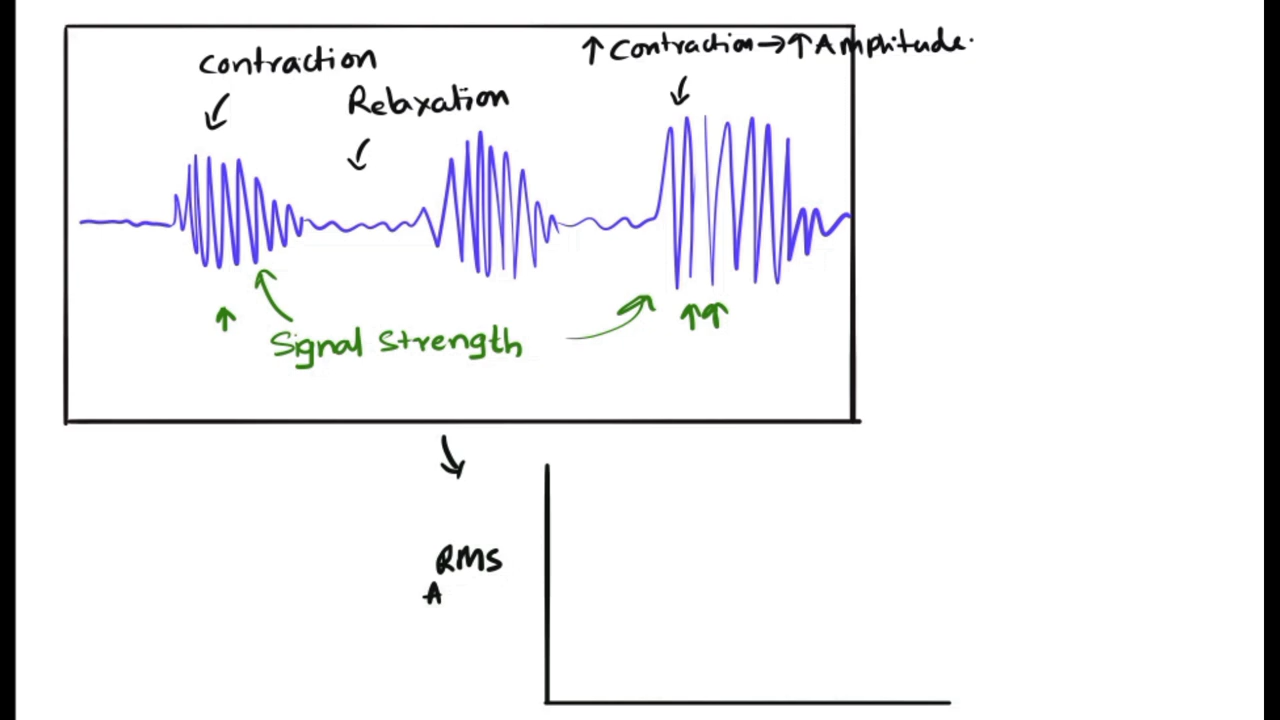 Contraction
↑ Contraction → ↑ Amplitude.
Relaxation
↑
Signal Strength
↑↑
RMS
A